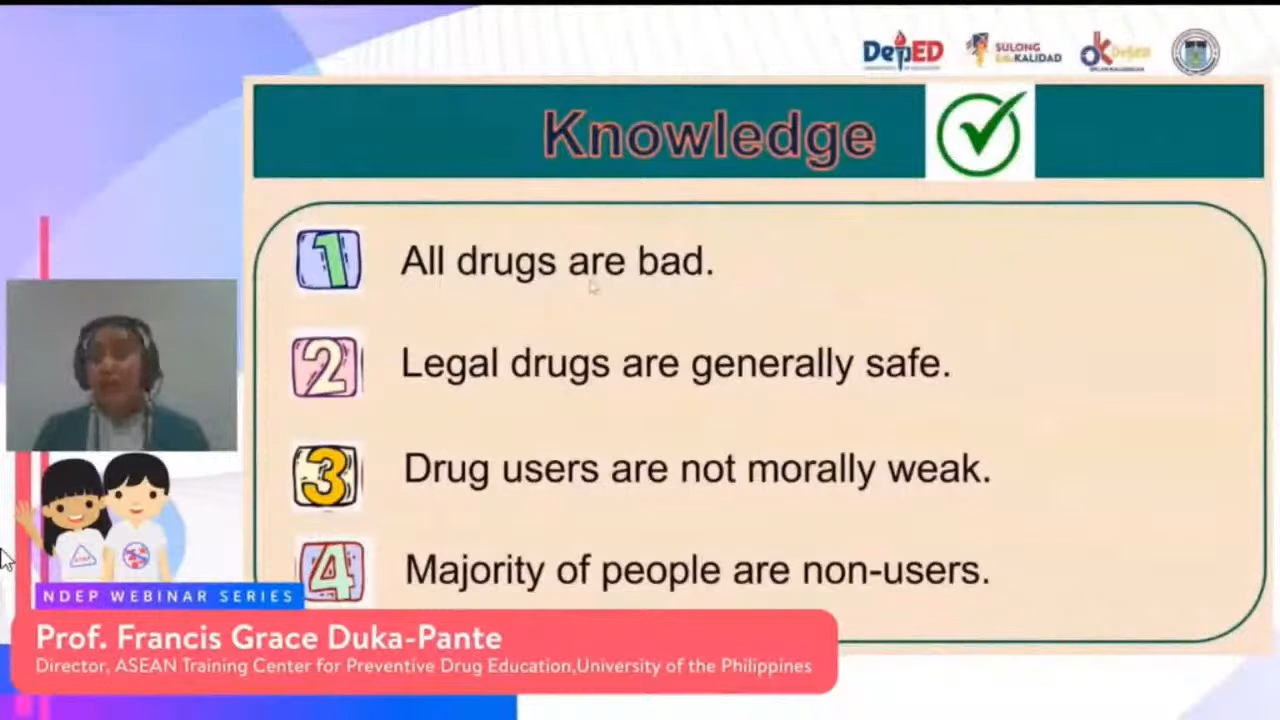 DepED
SULONG
EduKALIDAD
OK DepEd
Knowledge
1 All drugs are bad.
2 Legal drugs are generally safe.
3 Drug users are not morally weak.
4 Majority of people are non-users.
NDEP WEBINAR SERIES
Prof. Francis Grace Duka-Pante
Director, ASEAN Training Center for Preventive Drug Education,University of the Philippines